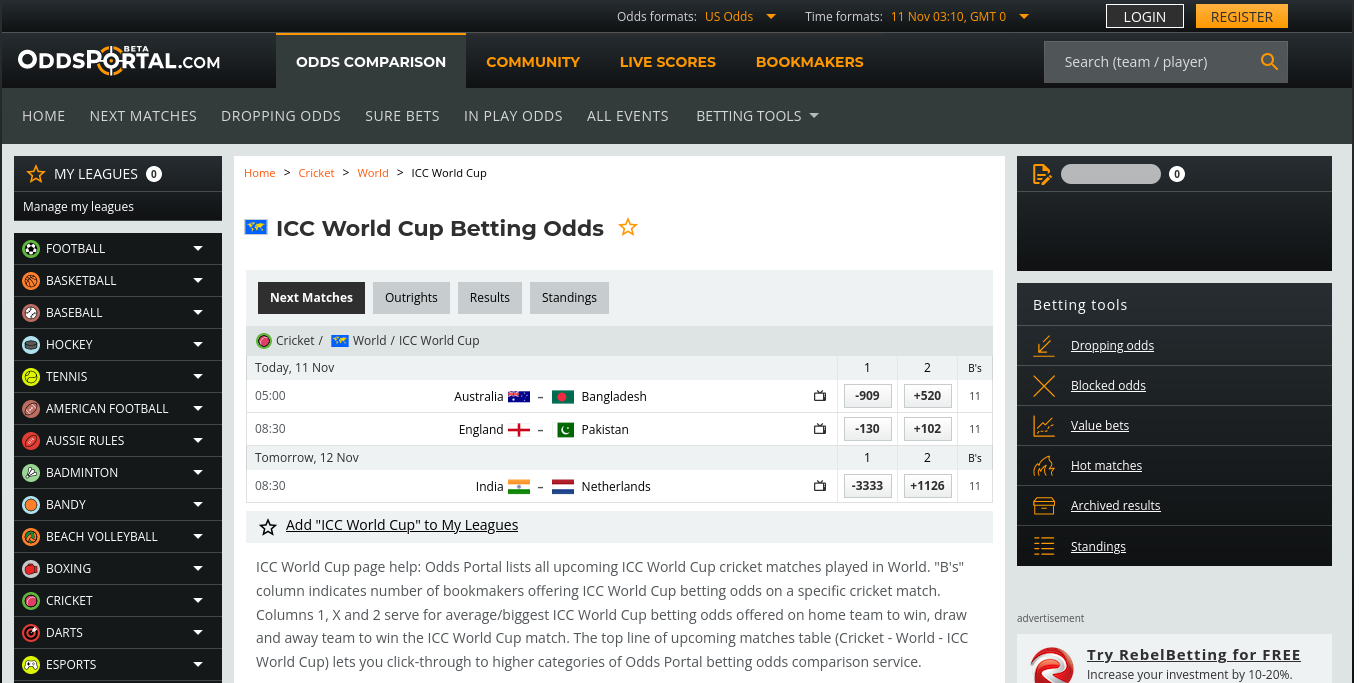 Odds formats: US Odds Time formats: 11 Nov 03:10, GMT 0 LOGIN REGISTER
ODDSPORTAL.COM BETA ODDS COMPARISON COMMUNITY LIVE SCORES BOOKMAKERS Search (team / player)
HOME NEXT MATCHES DROPPING ODDS SURE BETS IN PLAY ODDS ALL EVENTS BETTING TOOLS
MY LEAGUES 0
Manage my leagues
FOOTBALL
BASKETBALL
BASEBALL
HOCKEY
TENNIS
AMERICAN FOOTBALL
AUSSIE RULES
BADMINTON
BANDY
BEACH VOLLEYBALL
BOXING
CRICKET
DARTS
ESPORTS
Home > Cricket > World > ICC World Cup
ICC World Cup Betting Odds
Next Matches Outrights Results Standings
Cricket / World / ICC World Cup
Today, 11 Nov 1 2 B's
05:00 Australia – Bangladesh -909 +520 11
08:30 England – Pakistan -130 +102 11
Tomorrow, 12 Nov 1 2 B's
08:30 India – Netherlands -3333 +1126 11
Add "ICC World Cup" to My Leagues
ICC World Cup page help: Odds Portal lists all upcoming ICC World Cup cricket matches played in World. "B's"
column indicates number of bookmakers offering ICC World Cup betting odds on a specific cricket match.
Columns 1, X and 2 serve for average/biggest ICC World Cup betting odds offered on home team to win, draw
and away team to win the ICC World Cup match. The top line of upcoming matches table (Cricket - World - ICC
World Cup) lets you click-through to higher categories of Odds Portal betting odds comparison service.
0
Betting tools
Dropping odds
Blocked odds
Value bets
Hot matches
Archived results
Standings
advertisement
Try RebelBetting for FREE
Increase your investment by 10-20%.